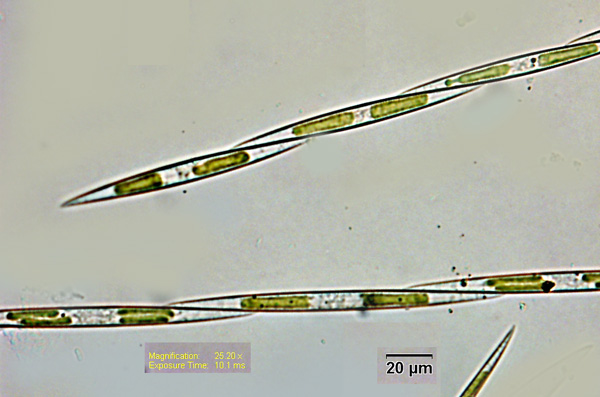 Magnification: 25.20 x
Exposure Time: 10.1 ms
20 µm